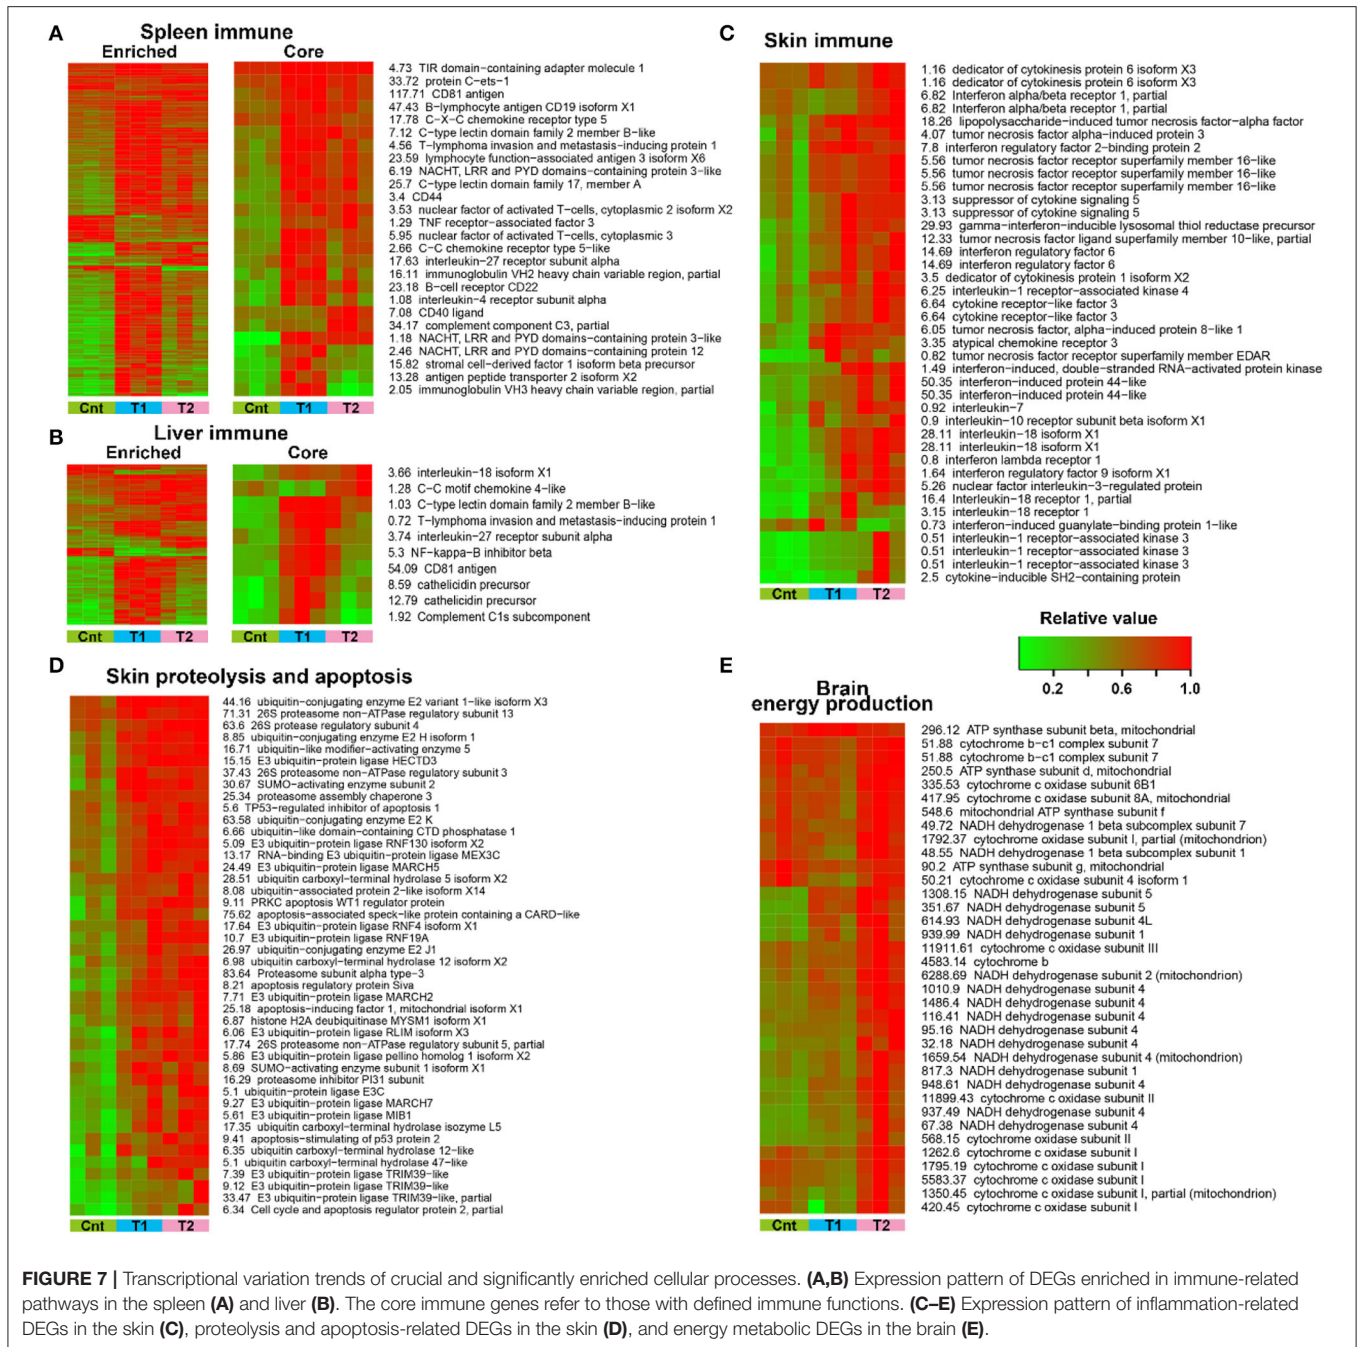 A
Spleen immune
Enriched
Core
4.73 TIR domain−containing adapter molecule 1
33.72 protein C−ets−1
117.71 CD81 antigen
47.43 B−lymphocyte antigen CD19 isoform X1
17.78 C−X−C chemokine receptor type 5
7.12 C−type lectin domain family 2 member B−like
4.56 T−lymphoma invasion and metastasis−inducing protein 1
23.59 lymphocyte function−associated antigen 3 isoform X6
6.19 NACHT, LRR and PYD domains−containing protein 3−like
25.7 C−type lectin domain family 17, member A
3.4 CD44
3.53 nuclear factor of activated T−cells, cytoplasmic 2 isoform X2
1.29 TNF receptor−associated factor 3
5.95 nuclear factor of activated T−cells, cytoplasmic 3
2.66 C−C chemokine receptor type 5−like
17.63 interleukin−27 receptor subunit alpha
16.11 immunoglobulin VH2 heavy chain variable region, partial
23.18 B−cell receptor CD22
1.08 interleukin−4 receptor subunit alpha
7.08 CD40 ligand
34.17 complement component C3, partial
1.18 NACHT, LRR and PYD domains−containing protein 3−like
2.46 NACHT, LRR and PYD domains−containing protein 12
15.82 stromal cell−derived factor 1 isoform beta precursor
13.28 antigen peptide transporter 2 isoform X2
2.05 immunoglobulin VH3 heavy chain variable region, partial
Cnt T1 T2
Cnt T1 T2
B
Liver immune
Enriched
Core
3.66 interleukin−18 isoform X1
1.28 C−C motif chemokine 4−like
1.03 C−type lectin domain family 2 member B−like
0.72 T−lymphoma invasion and metastasis−inducing protein 1
3.74 interleukin−27 receptor subunit alpha
5.3 NF−kappa−B inhibitor beta
54.09 CD81 antigen
8.59 cathelicidin precursor
12.79 cathelicidin precursor
1.92 Complement C1s subcomponent
Cnt T1 T2
Cnt T1 T2
C
Skin immune
1.16 dedicator of cytokinesis protein 6 isoform X3
1.16 dedicator of cytokinesis protein 6 isoform X3
6.82 Interferon alpha/beta receptor 1, partial
6.82 Interferon alpha/beta receptor 1, partial
18.26 lipopolysaccharide−induced tumor necrosis factor−alpha factor
4.07 tumor necrosis factor alpha−induced protein 3
7.8 interferon regulatory factor 2−binding protein 2
5.56 tumor necrosis factor receptor superfamily member 16−like
5.56 tumor necrosis factor receptor superfamily member 16−like
5.56 tumor necrosis factor receptor superfamily member 16−like
3.13 suppressor of cytokine signaling 5
3.13 suppressor of cytokine signaling 5
29.93 gamma−interferon−inducible lysosomal thiol reductase precursor
12.33 tumor necrosis factor ligand superfamily member 10−like, partial
14.69 interferon regulatory factor 6
14.69 interferon regulatory factor 6
3.5 dedicator of cytokinesis protein 1 isoform X2
6.25 interleukin−1 receptor−associated kinase 4
6.64 cytokine receptor−like factor 3
6.64 cytokine receptor−like factor 3
6.05 tumor necrosis factor, alpha−induced protein 8−like 1
3.35 atypical chemokine receptor 3
0.82 tumor necrosis factor receptor superfamily member EDAR
1.49 interferon−induced, double−stranded RNA−activated protein kinase
50.35 interferon−induced protein 44−like
50.35 interferon−induced protein 44−like
0.92 interleukin−7
0.9 interleukin−10 receptor subunit beta isoform X1
28.11 interleukin−18 isoform X1
28.11 interleukin−18 isoform X1
0.8 interferon lambda receptor 1
1.64 interferon regulatory factor 9 isoform X1
5.26 nuclear factor interleukin−3−regulated protein
16.4 Interleukin−18 receptor 1, partial
3.15 interleukin−18 receptor 1
0.73 interferon−induced guanylate−binding protein 1−like
0.51 interleukin−1 receptor−associated kinase 3
0.51 interleukin−1 receptor−associated kinase 3
0.51 interleukin−1 receptor−associated kinase 3
2.5 cytokine−inducible SH2−containing protein
Cnt T1 T2
Relative value
0.2 0.6 1.0
D
Skin proteolysis and apoptosis
44.16 ubiquitin−conjugating enzyme E2 variant 1−like isoform X3
71.31 26S proteasome non−ATPase regulatory subunit 13
63.6 26S protease regulatory subunit 4
8.85 ubiquitin−conjugating enzyme E2 H isoform 1
16.71 ubiquitin−like modifier−activating enzyme 5
15.15 E3 ubiquitin−protein ligase HECTD3
37.43 26S proteasome non−ATPase regulatory subunit 3
30.67 SUMO−activating enzyme subunit 2
25.34 proteasome assembly chaperone 3
5.6 TP53−regulated inhibitor of apoptosis 1
63.58 ubiquitin−conjugating enzyme E2 K
6.66 ubiquitin−like domain−containing CTD phosphatase 1
5.09 E3 ubiquitin−protein ligase RNF130 isoform X2
13.17 RNA−binding E3 ubiquitin−protein ligase MEX3C
24.49 E3 ubiquitin−protein ligase MARCH5
28.51 ubiquitin carboxyl−terminal hydrolase 5 isoform X2
8.08 ubiquitin−associated protein 2−like isoform X14
9.11 PRKC apoptosis WT1 regulator protein
75.62 apoptosis−associated speck−like protein containing a CARD−like
17.64 E3 ubiquitin−protein ligase RNF4 isoform X1
10.7 E3 ubiquitin−protein ligase RNF19A
26.97 ubiquitin−conjugating enzyme E2 J1
6.98 ubiquitin carboxyl−terminal hydrolase 12 isoform X2
83.64 Proteasome subunit alpha type−3
8.21 apoptosis regulatory protein Siva
7.71 E3 ubiquitin−protein ligase MARCH2
25.18 apoptosis−inducing factor 1, mitochondrial isoform X1
6.87 histone H2A deubiquitinase MYSM1 isoform X1
6.06 E3 ubiquitin−protein ligase RLIM isoform X3
17.74 26S proteasome non−ATPase regulatory subunit 5, partial
5.86 E3 ubiquitin−protein ligase pellino homolog 1 isoform X2
8.69 SUMO−activating enzyme subunit 1 isoform X1
16.29 proteasome inhibitor PI31 subunit
5.1 ubiquitin−protein ligase E3C
9.27 E3 ubiquitin−protein ligase MARCH7
5.61 E3 ubiquitin−protein ligase MIB1
17.35 ubiquitin carboxyl−terminal hydrolase isozyme L5
9.41 apoptosis−stimulating of p53 protein 2
6.35 ubiquitin carboxyl−terminal hydrolase 12−like
5.1 ubiquitin carboxyl−terminal hydrolase 47−like
7.39 E3 ubiquitin−protein ligase TRIM39−like
9.12 E3 ubiquitin−protein ligase TRIM39−like
33.47 E3 ubiquitin−protein ligase TRIM39−like, partial
6.34 Cell cycle and apoptosis regulator protein 2, partial
Cnt T1 T2
E
Brain
energy production
296.12 ATP synthase subunit beta, mitochondrial
51.88 cytochrome b−c1 complex subunit 7
51.88 cytochrome b−c1 complex subunit 7
250.5 ATP synthase subunit d, mitochondrial
335.53 cytochrome c oxidase subunit 6B1
417.95 cytochrome c oxidase subunit 8A, mitochondrial
548.6 mitochondrial ATP synthase subunit f
49.72 NADH dehydrogenase 1 beta subcomplex subunit 7
1792.37 cytochrome oxidase subunit I, partial (mitochondrion)
48.55 NADH dehydrogenase 1 beta subcomplex subunit 1
90.2 ATP synthase subunit g, mitochondrial
50.21 cytochrome c oxidase subunit 4 isoform 1
1308.15 NADH dehydrogenase subunit 5
351.67 NADH dehydrogenase subunit 5
614.93 NADH dehydrogenase subunit 4L
939.99 NADH dehydrogenase subunit 1
11911.61 cytochrome c oxidase subunit III
4583.14 cytochrome b
6288.69 NADH dehydrogenase subunit 2 (mitochondrion)
1010.9 NADH dehydrogenase subunit 4
1486.4 NADH dehydrogenase subunit 4
116.41 NADH dehydrogenase subunit 4
95.16 NADH dehydrogenase subunit 4
32.18 NADH dehydrogenase subunit 4
1659.54 NADH dehydrogenase subunit 4 (mitochondrion)
817.3 NADH dehydrogenase subunit 1
948.61 NADH dehydrogenase subunit 4
11899.43 cytochrome c oxidase subunit II
937.49 NADH dehydrogenase subunit 4
67.38 NADH dehydrogenase subunit 4
568.15 cytochrome oxidase subunit II
1262.6 cytochrome c oxidase subunit I
1795.19 cytochrome c oxidase subunit I
5583.37 cytochrome c oxidase subunit I
1350.45 cytochrome c oxidase subunit I, partial (mitochondrion)
420.45 cytochrome c oxidase subunit I
Cnt T1 T2
FIGURE 7 | Transcriptional variation trends of crucial and significantly enriched cellular processes. (A,B) Expression pattern of DEGs enriched in immune-related
pathways in the spleen (A) and liver (B). The core immune genes refer to those with defined immune functions. (C–E) Expression pattern of inflammation-related
DEGs in the skin (C), proteolysis and apoptosis-related DEGs in the skin (D), and energy metabolic DEGs in the brain (E).